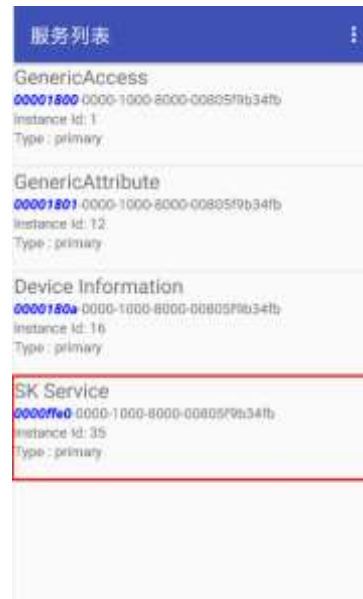 服务列表
GenericAccess
00001800-0000-1000-8000-00805f9b34fb
Instance Id: 1
Type : primary
GenericAttribute
00001801-0000-1000-8000-00805f9b34fb
Instance Id: 12
Type : primary
Device Information
0000180a-0000-1000-8000-00805f9b34fb
Instance Id: 16
Type : primary
SK Service
0000ffe0-0000-1000-8000-00805f9b34fb
Instance Id: 35
Type : primary